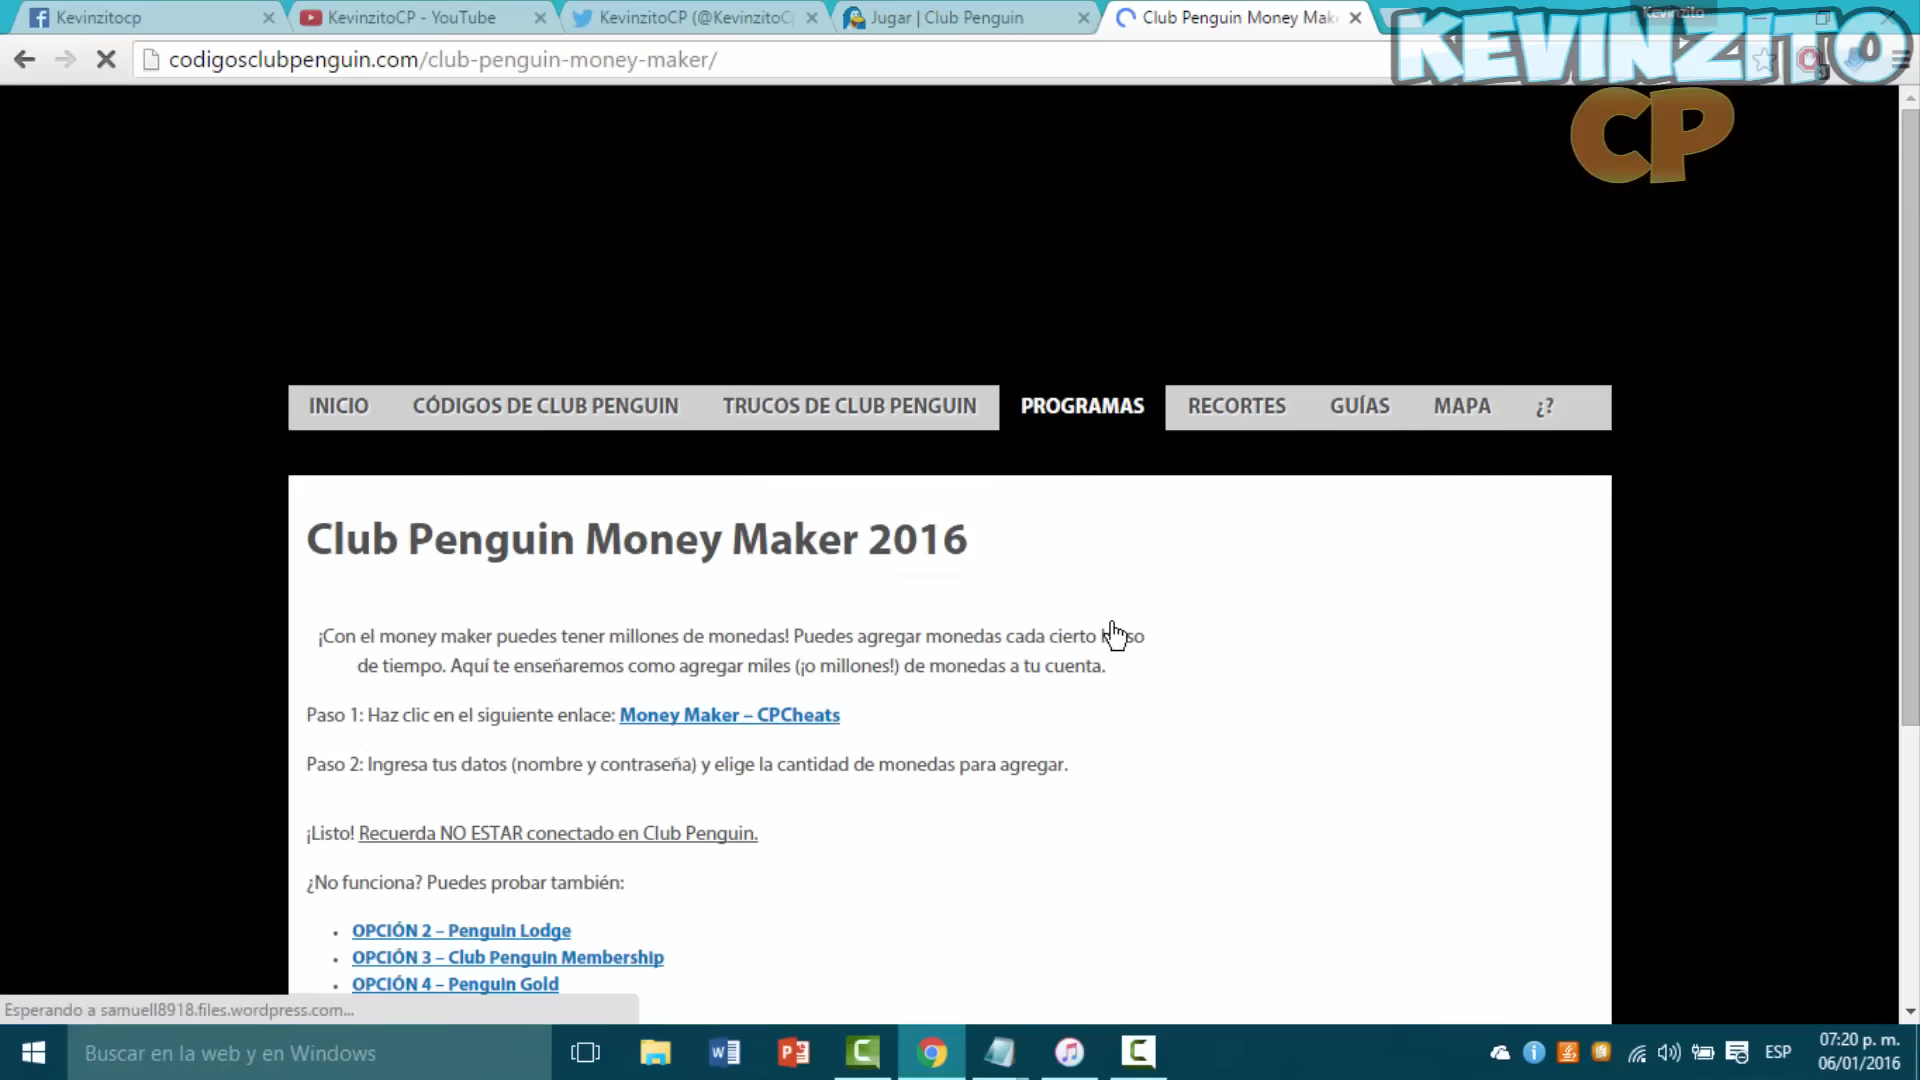 Kevinzitocp
KevinzitoCP - YouTube
KevinzitoCP (@KevinzitoC
Jugar | Club Penguin
Club Penguin Money Mak
Kevinzito
KEVINZITO
CP
codigosclubpenguin.com/club-penguin-money-maker/
INICIO
CÓDIGOS DE CLUB PENGUIN
TRUCOS DE CLUB PENGUIN
PROGRAMAS
RECORTES
GUÍAS
MAPA
¿?
Club Penguin Money Maker 2016
¡Con el money maker puedes tener millones de monedas! Puedes agregar monedas cada cierto
de tiempo. Aquí te enseñaremos como agregar miles (¡o millones!) de monedas a tu cuenta.
Paso 1: Haz clic en el siguiente enlace: Money Maker – CPCheats
Paso 2: Ingresa tus datos (nombre y contraseña) y elige la cantidad de monedas para agregar.
¡Listo! Recuerda NO ESTAR conectado en Club Penguin.
¿No funciona? Puedes probar también:
• OPCIÓN 2 – Penguin Lodge
• OPCIÓN 3 – Club Penguin Membership
• OPCIÓN 4 – Penguin Gold
Esperando a samuell8918.files.wordpress.com...
Buscar en la web y en Windows
ESP
07:20 p. m.
06/01/2016